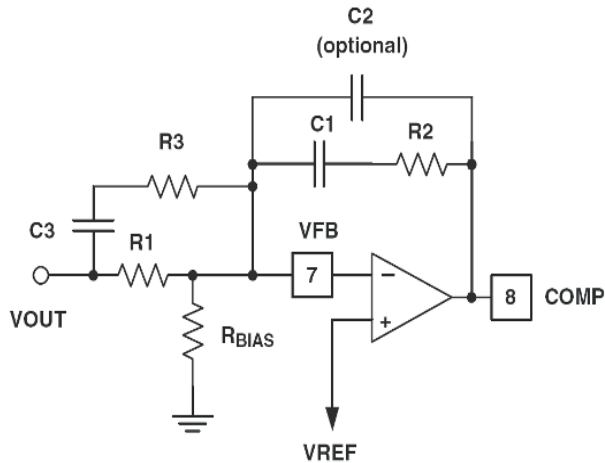 C2
(optional)
C1
R2
R3
C3
R1
VFB
7
−
8
COMP
VOUT
RBIAS
+
VREF